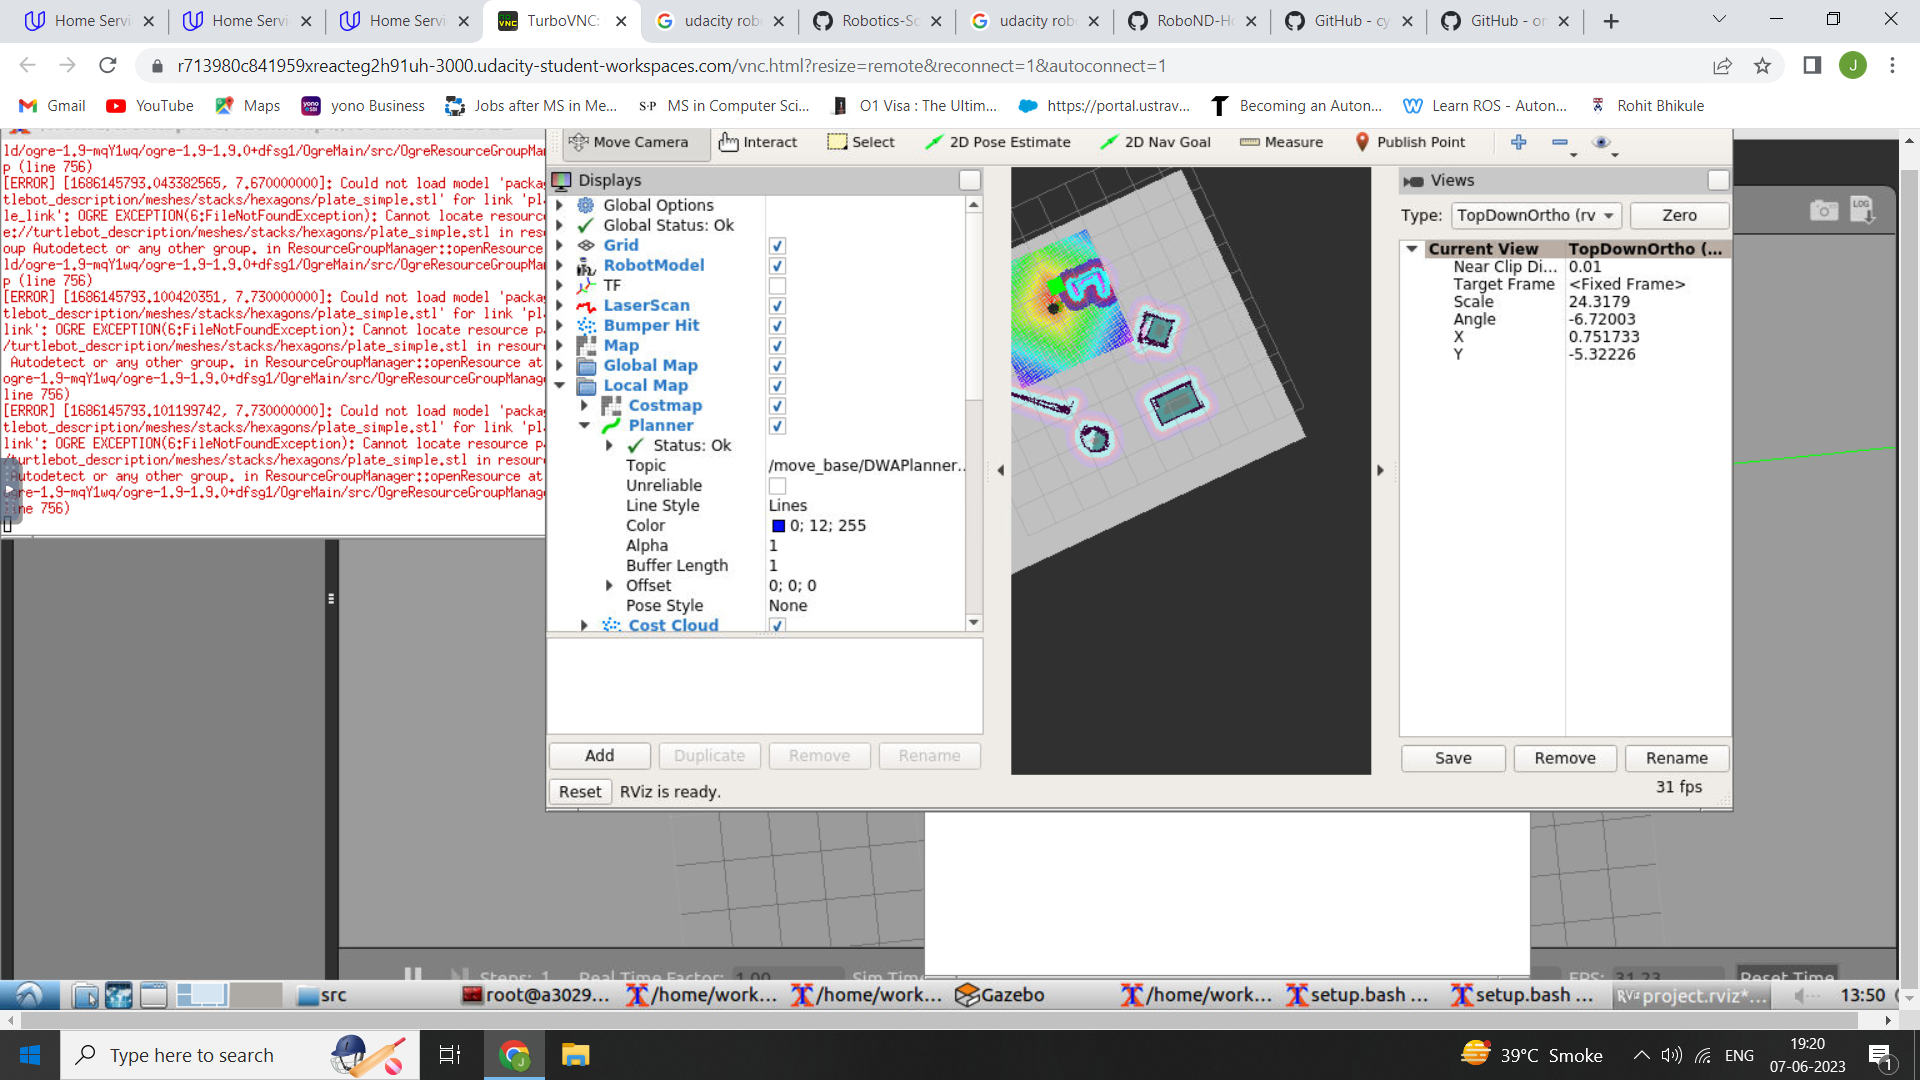 Home Servi
Home Servi
Home Servi
TurboVNC:
udacity rob
Robotics-So
udacity rob
RoboND-Ho
GitHub - cy
GitHub - or
r713980c841959xreacteg2h91uh-3000.udacity-student-workspaces.com/vnc.html?resize=remote&reconnect=1&autoconnect=1
J
Gmail
YouTube
Maps
yono Business
Jobs after MS in Me...
S·P MS in Computer Sci...
O1 Visa : The Ultim...
https://portal.ustrav...
Becoming an Auton...
Learn ROS - Auton...
Rohit Bhikule
ld/ogre-1.9-mqY1wq/ogre-1.9-1.9.0+dfsg1/OgreMain/src/OgreResourceGroupMan
p (line 756)
[ERROR] [1686145793.043382565, 7.670000000]: Could not load model 'packag
tlebot_description/meshes/stacks/hexagons/plate_simple.stl' for link 'pl
le_link': OGRE EXCEPTION(6:FileNotFoundException): Cannot locate resourc
e://turtlebot_description/meshes/stacks/hexagons/plate_simple.stl in res
oup Autodetect or any other group. in ResourceGroupManager::openResource
ld/ogre-1.9-mqY1wq/ogre-1.9-1.9.0+dfsg1/OgreMain/src/OgreResourceGroupMan
p (line 756)
[ERROR] [1686145793.100420351, 7.730000000]: Could not load model 'packag
tlebot_description/meshes/stacks/hexagons/plate_simple.stl' for link 'pl
link': OGRE EXCEPTION(6:FileNotFoundException): Cannot locate resource p
/turtlebot_description/meshes/stacks/hexagons/plate_simple.stl in resour
Autodetect or any other group. in ResourceGroupManager::openResource at
ogre-1.9-mqY1wq/ogre-1.9-1.9.0+dfsg1/OgreMain/src/OgreResourceGroupManage
line 756)
[ERROR] [1686145793.101199742, 7.730000000]: Could not load model 'packag
tlebot_description/meshes/stacks/hexagons/plate_simple.stl' for link 'pl
link': OGRE EXCEPTION(6:FileNotFoundException): Cannot locate resource p
/turtlebot_description/meshes/stacks/hexagons/plate_simple.stl in resour
Autodetect or any other group. in ResourceGroupManager::openResource at
ogre-1.9-mqY1wq/ogre-1.9-1.9.0+dfsg1/OgreMain/src/OgreResourceGroupManage
ine 756)
Move Camera
Interact
Select
2D Pose Estimate
2D Nav Goal
Measure
Publish Point
Displays
Global Options
Global Status: Ok
Grid
RobotModel
TF
LaserScan
Bumper Hit
Map
Global Map
Local Map
Costmap
Planner
Status: Ok
Topic /move_base/DWAPlanner...
Unreliable
Line Style Lines
Color 0; 12; 255
Alpha 1
Buffer Length 1
Offset 0; 0; 0
Pose Style None
Cost Cloud
Add
Duplicate
Remove
Rename
Reset
RViz is ready.
Views
Type: TopDownOrtho (rv
Zero
Current View TopDownOrtho (...
Near Clip Di... 0.01
Target Frame <Fixed Frame>
Scale 24.3179
Angle -6.72003
X 0.751733
Y -5.32226
Save
Remove
Rename
31 fps
LOG
Steps: 1
Real Time Factor: 1.00
Sim Time
FPS: 31.23
Reset Time
src
root@a3029...
/home/work...
/home/work...
Gazebo
/home/work...
setup.bash ...
setup.bash ...
RViz project.rviz*...
13:50
Type here to search
J
39°C Smoke
ENG
19:20
07-06-2023
1